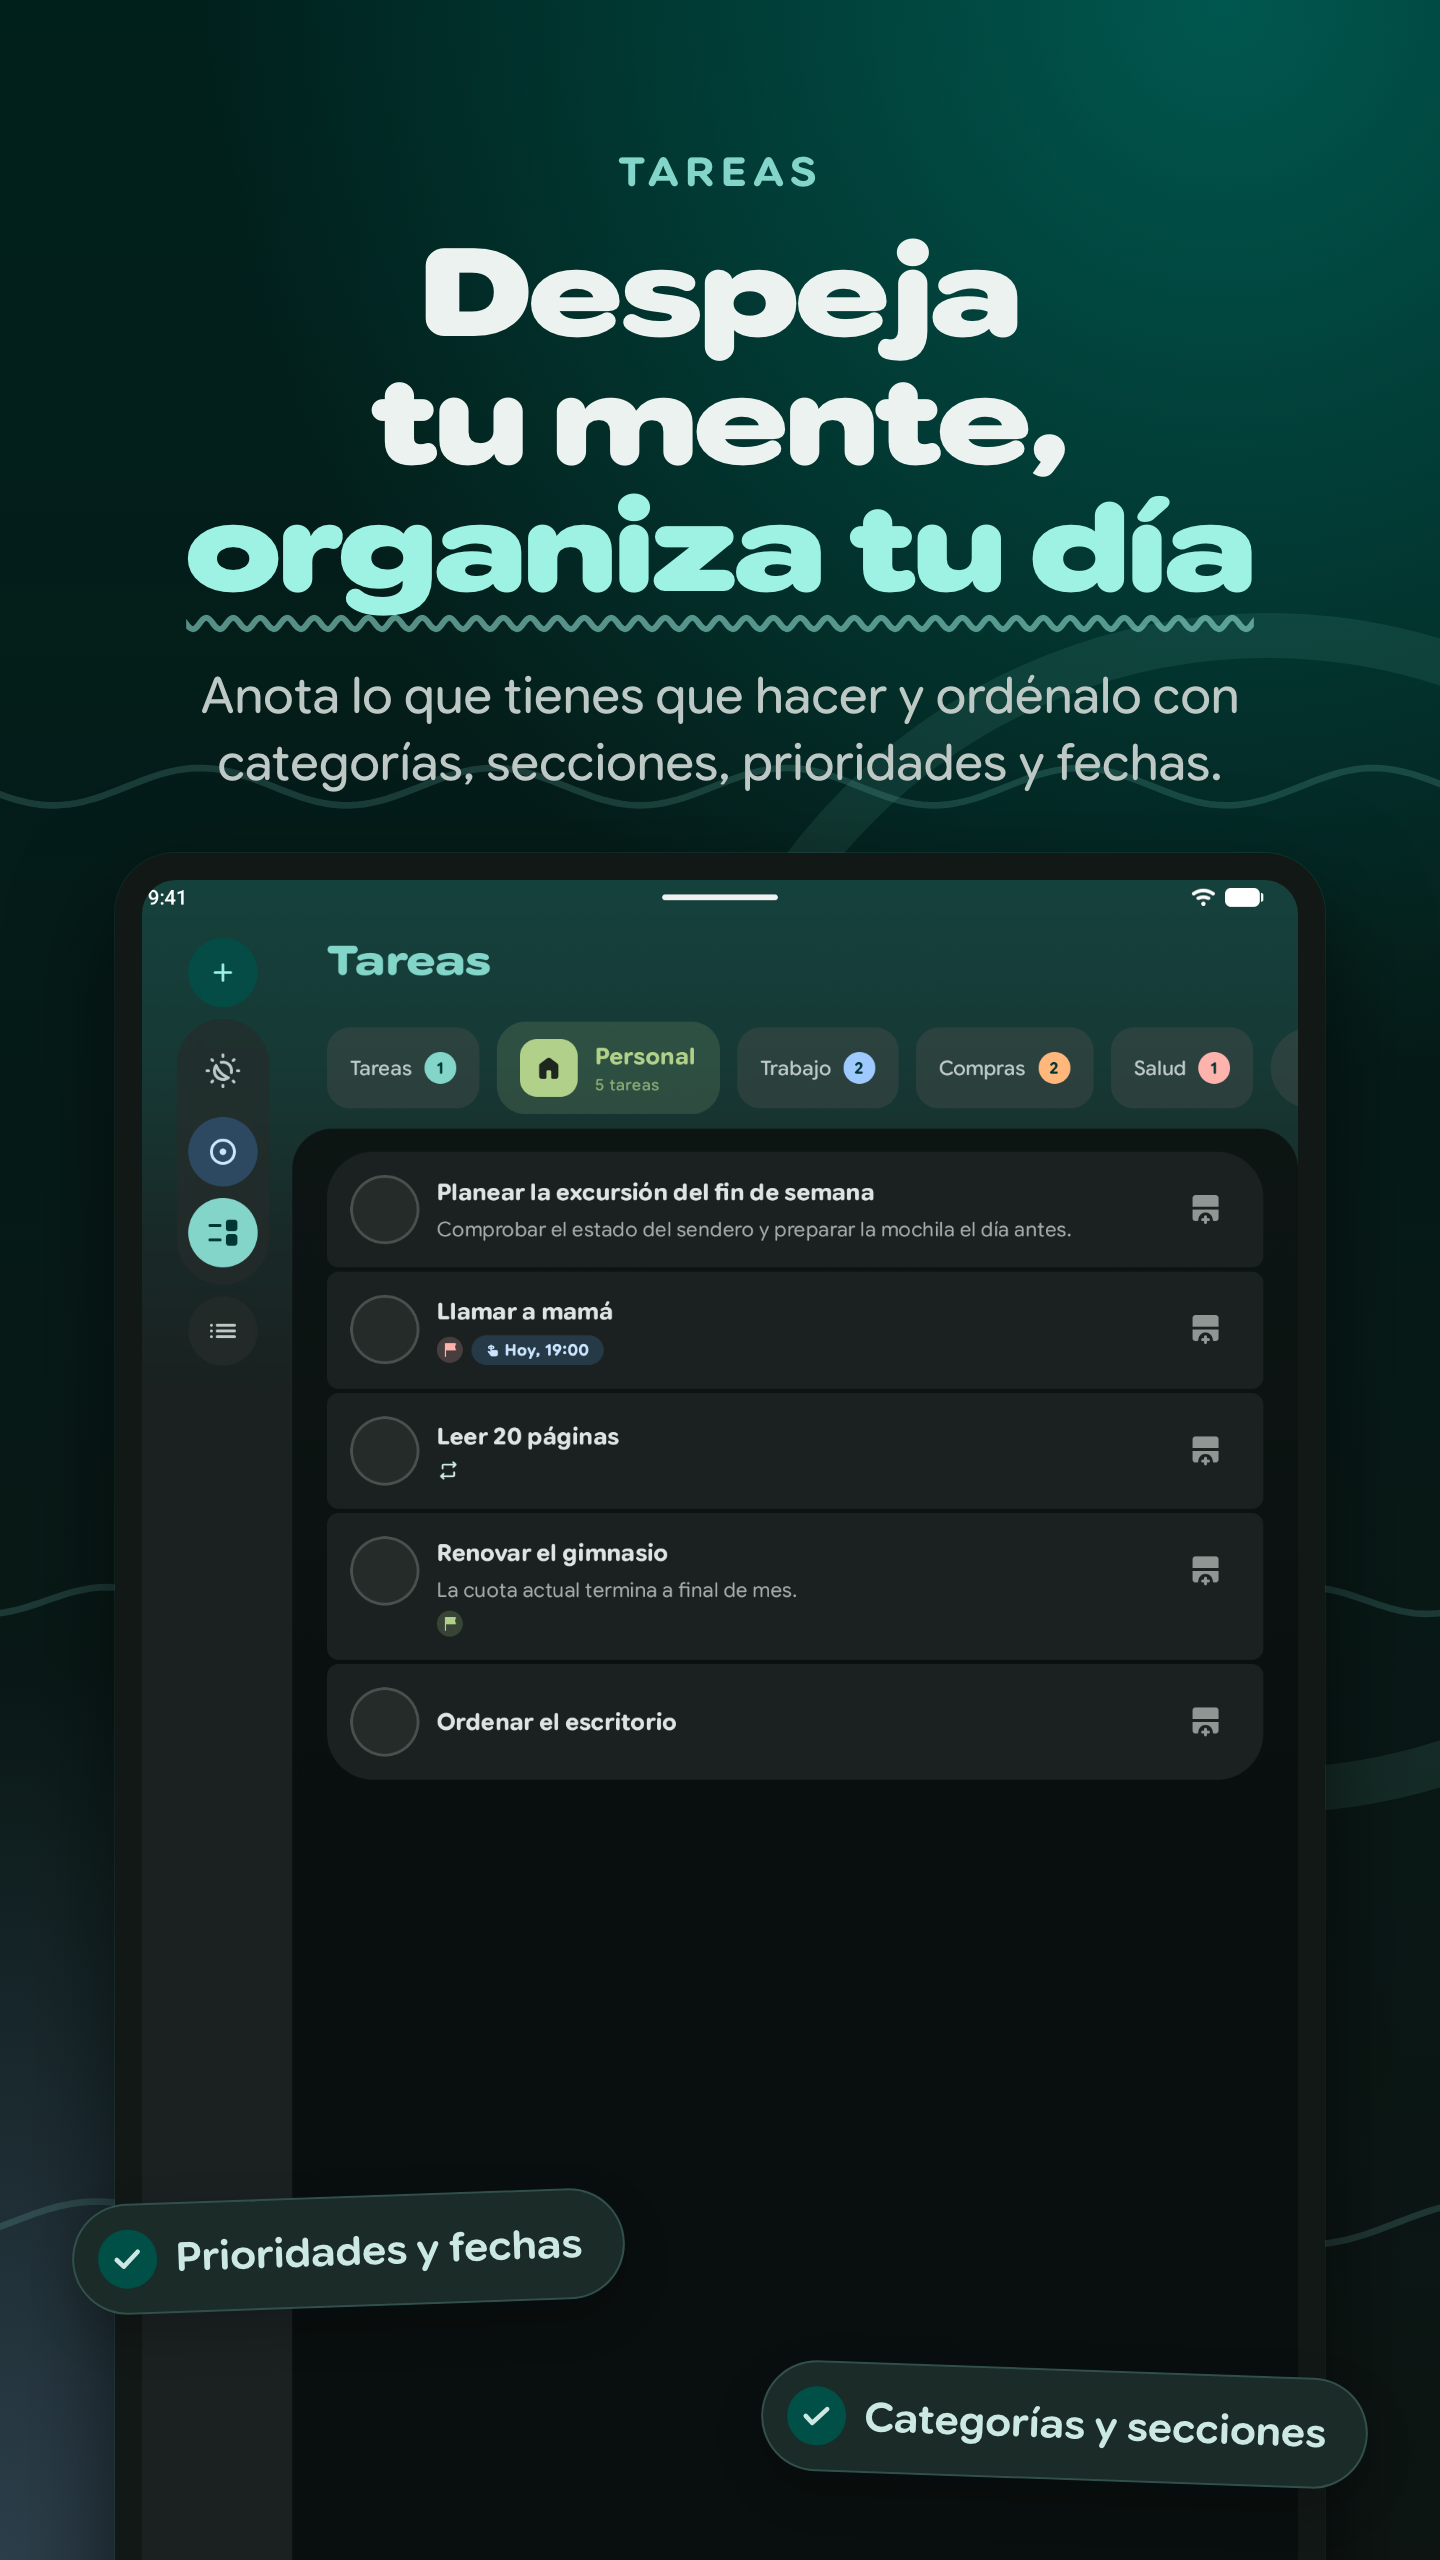 TAREAS
Despeja
tu mente,
organiza tu día
Anota lo que tienes que hacer y ordénalo con
categorías, secciones, prioridades y fechas.
9:41
Tareas
Tareas 1
Personal
5 tareas
Trabajo 2
Compras 2
Salud 1
Planear la excursión del fin de semana
Comprobar el estado del sendero y preparar la mochila el día antes.
Llamar a mamá
Hoy, 19:00
Leer 20 páginas
Renovar el gimnasio
La cuota actual termina a final de mes.
Ordenar el escritorio
Prioridades y fechas
Categorías y secciones